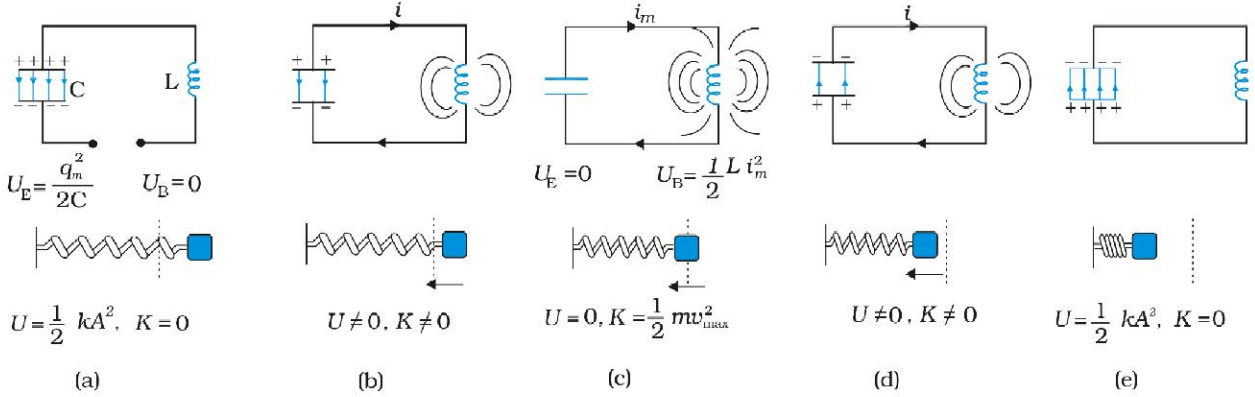 i
i_m
i
+ + + +
C
− − − −
L
+ +
− −
− −
+ +
− − − −
+ + + +
U_E = q_m^2 / 2C
U_B = 0
U_E = 0
U_B = 1/2 L i_m^2
U = 1/2 kA^2, K = 0
U ≠ 0, K ≠ 0
U = 0, K = 1/2 mv_max^2
U ≠ 0, K ≠ 0
U = 1/2 kA^2, K = 0
(a)
(b)
(c)
(d)
(e)